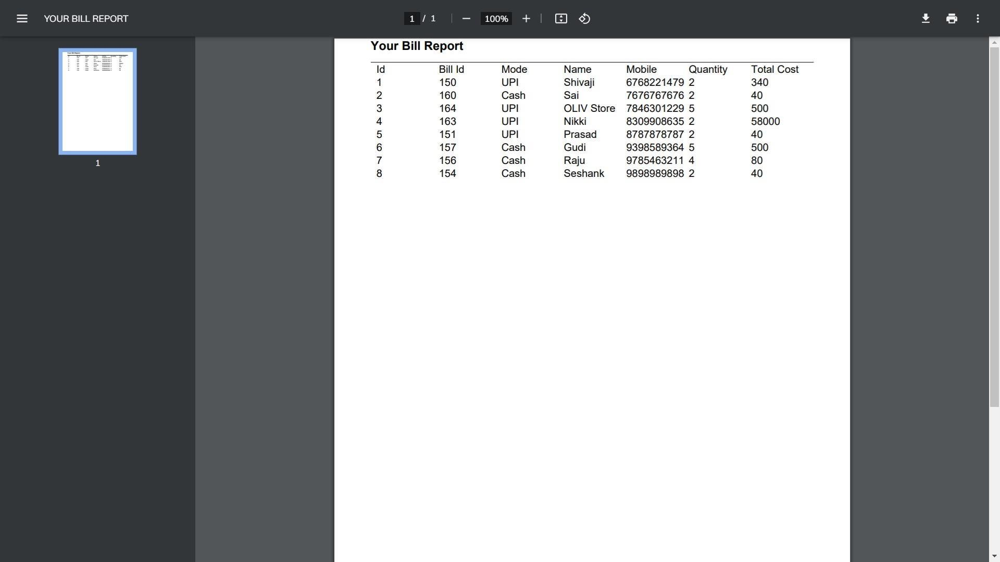 YOUR BILL REPORT
1 / 1
100%
1
Your Bill Report
Id Bill Id Mode Name Mobile Quantity Total Cost
1 150 UPI Shivaji 6768221479 2 340
2 160 Cash Sai 7676767676 2 40
3 164 UPI OLIV Store 7846301229 5 500
4 163 UPI Nikki 8309908635 2 58000
5 151 UPI Prasad 8787878787 2 40
6 157 Cash Gudi 9398589364 5 500
7 156 Cash Raju 9785463211 4 80
8 154 Cash Seshank 9898989898 2 40